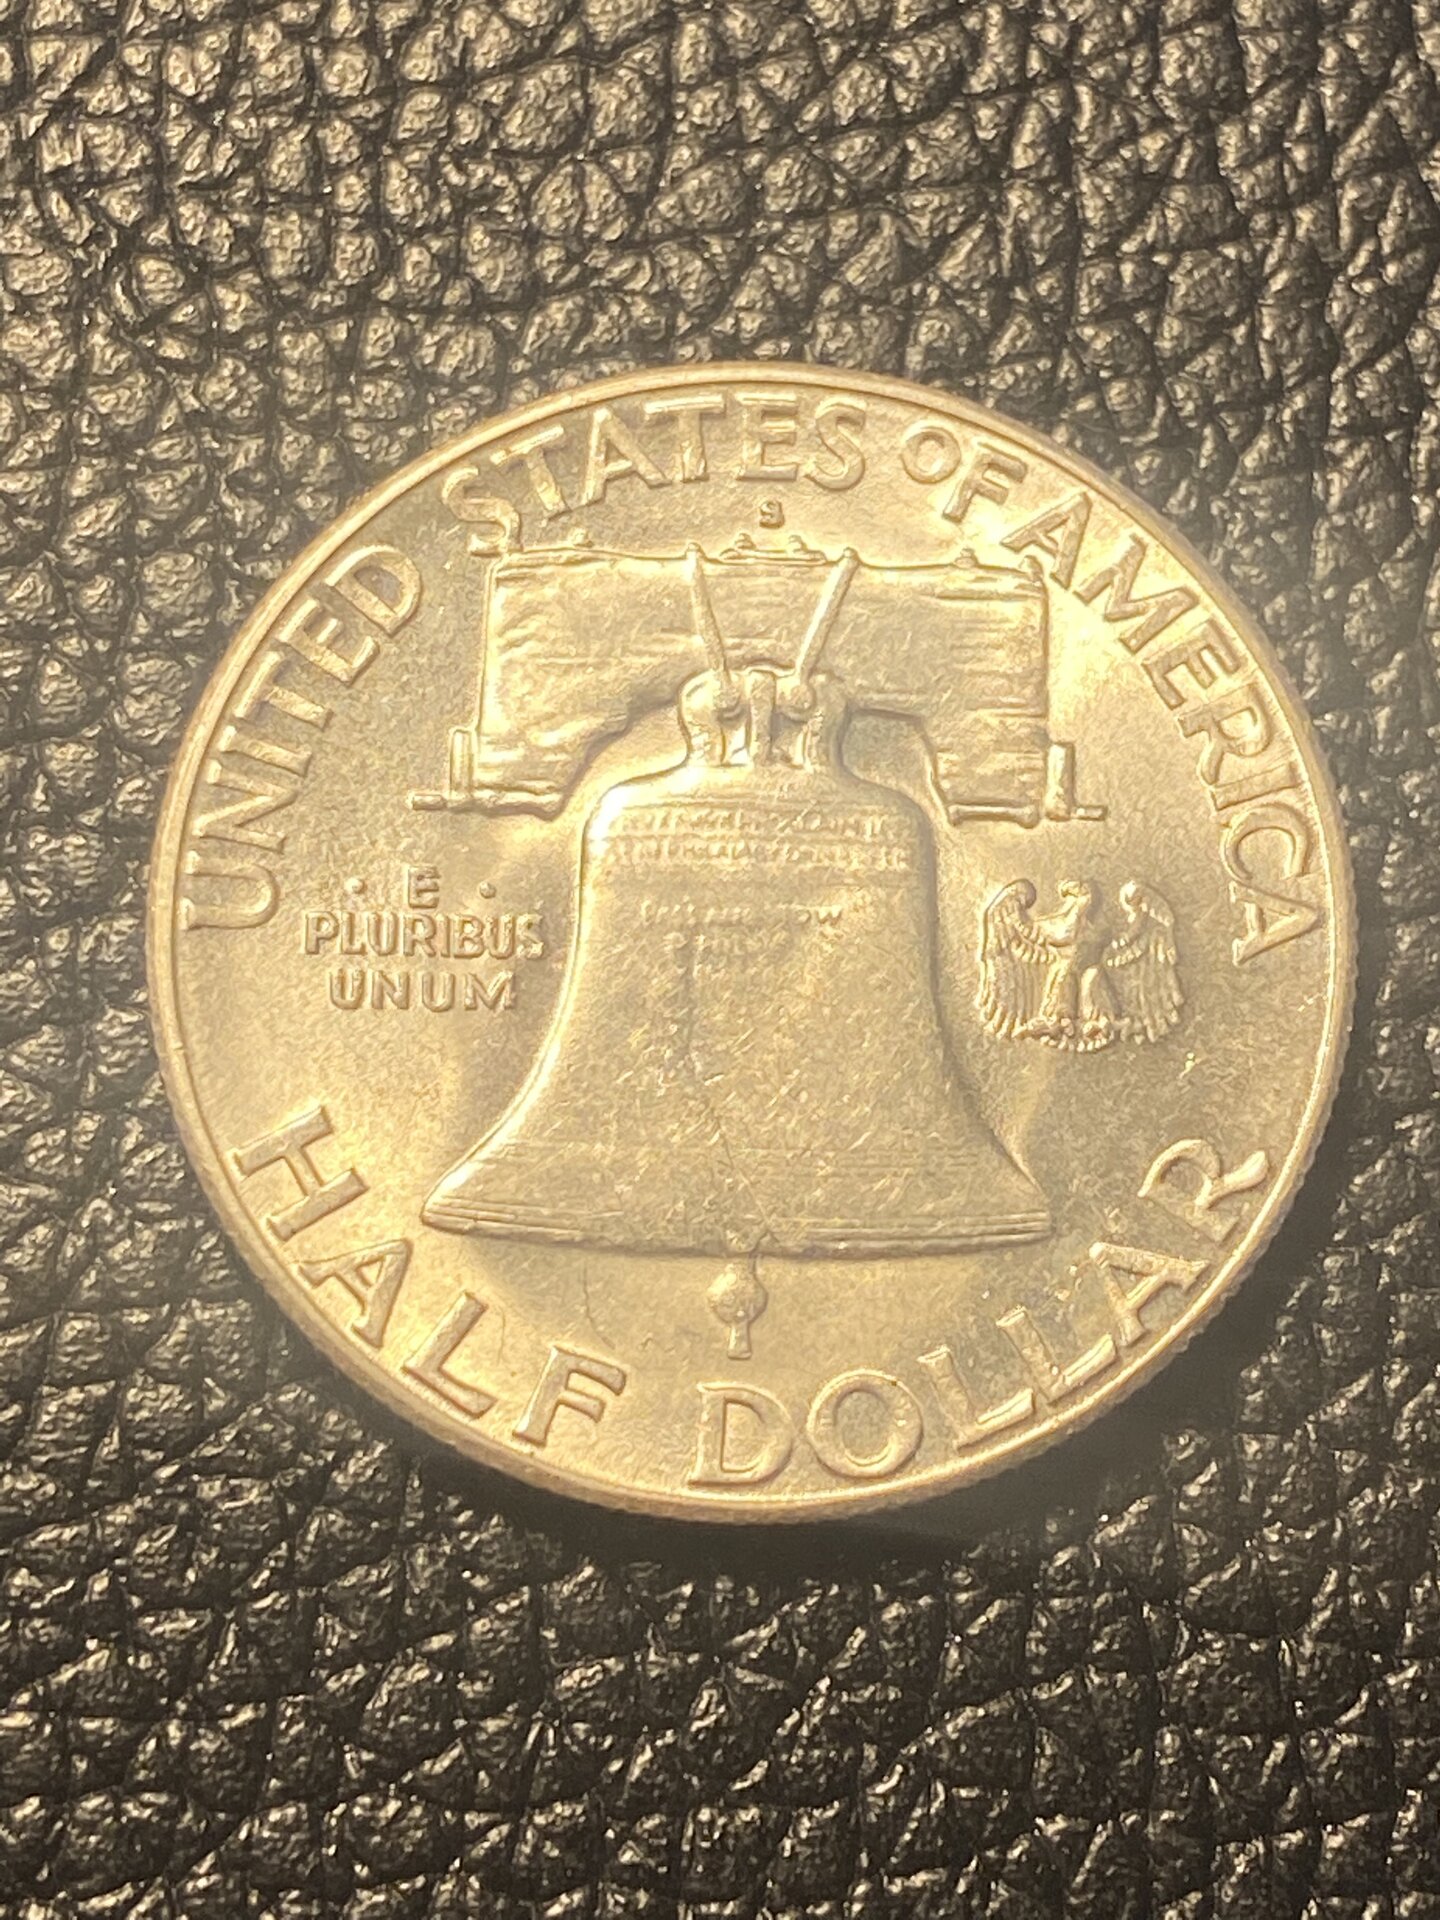 UNITED STATES OF AMERICA
S
· E ·
PLURIBUS
UNUM
HALF DOLLAR